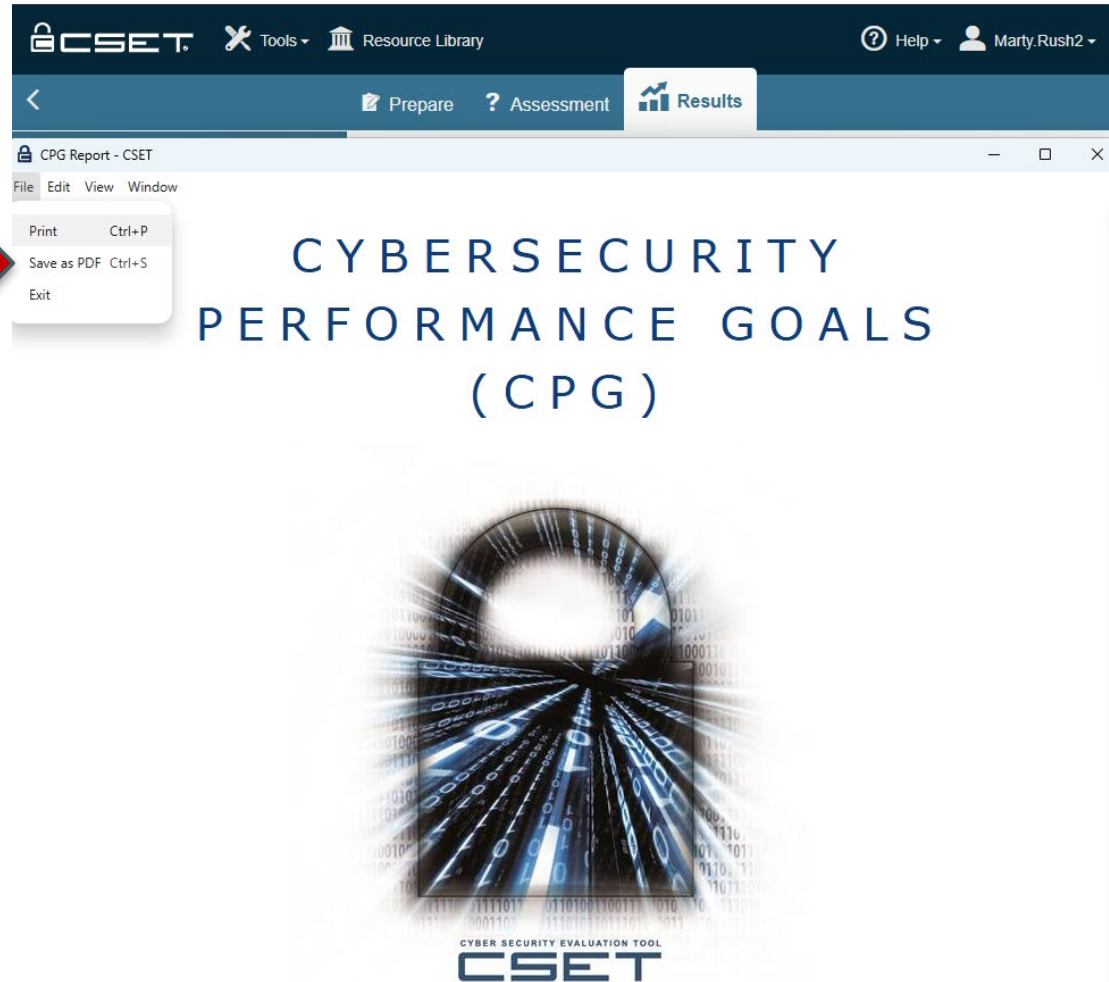 CSET Tools Resource Library Help Marty.Rush2
Prepare ? Assessment Results
CPG Report - CSET
File Edit View Window
Print Ctrl+P
Save as PDF Ctrl+S
Exit
CYBERSECURITY
PERFORMANCE GOALS
(CPG)
CYBER SECURITY EVALUATION TOOL
CSET